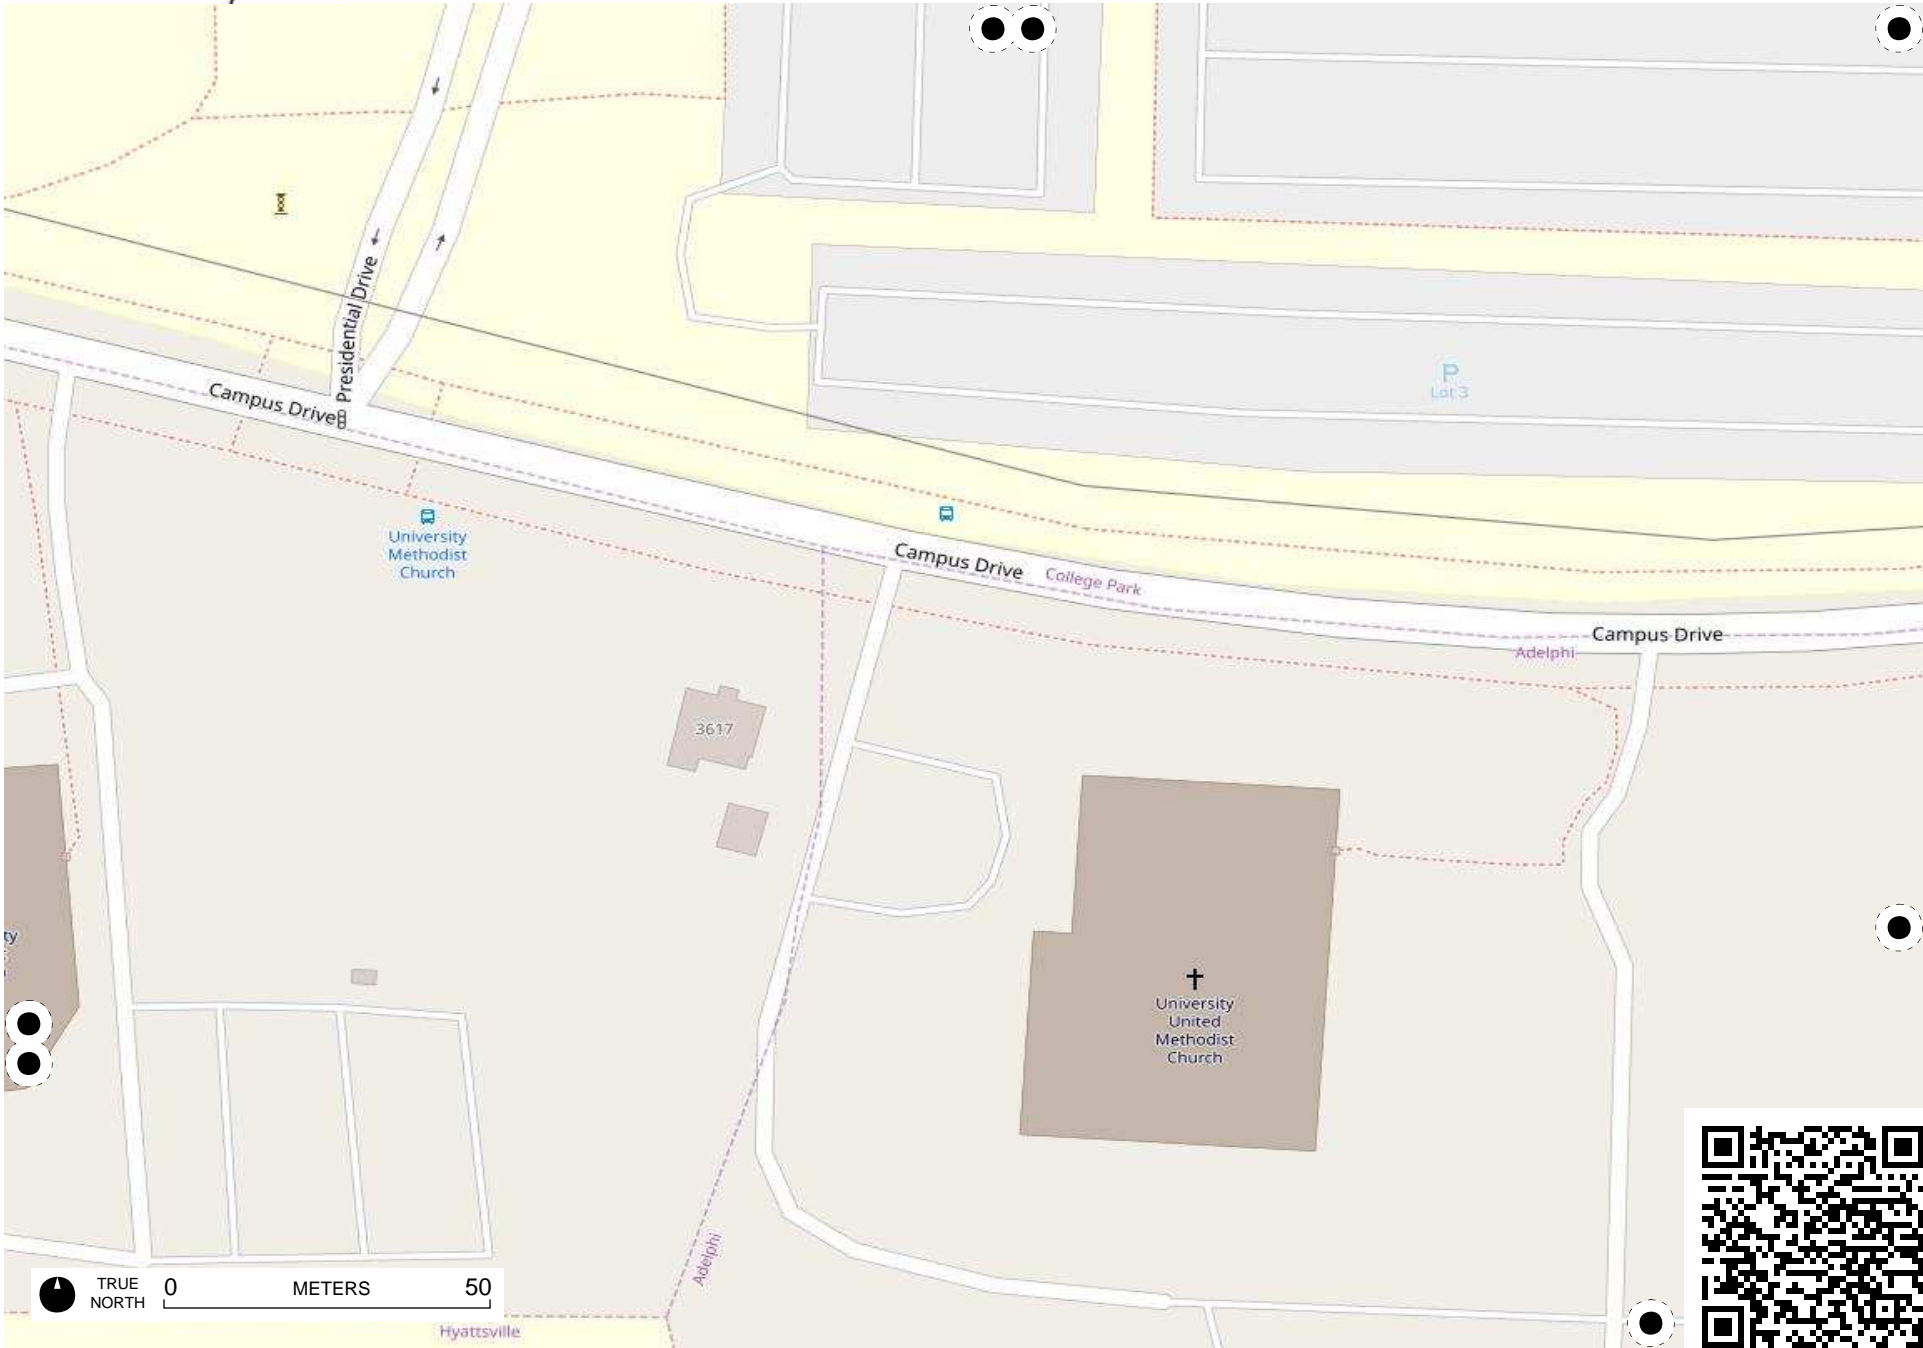 Presidential Drive
Campus Drive
P
Lot 3
University
Methodist
Church
Campus Drive
College Park
Campus Drive
Adelphi
3617
ty
University
United
Methodist
Church
Adelphi
TRUE
NORTH
0 METERS 50
Hyattsville